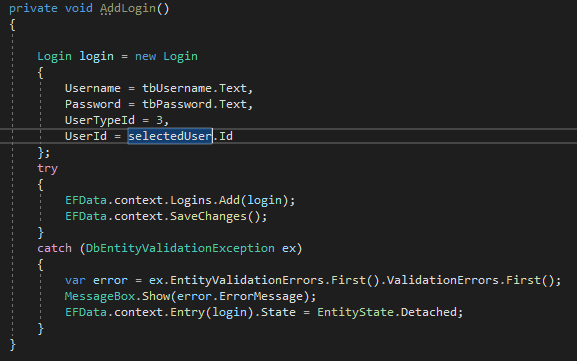 private void AddLogin()
{
Login login = new Login
{
Username = tbUsername.Text,
Password = tbPassword.Text,
UserTypeId = 3,
UserId = selectedUser.Id
};
try
{
EFData.context.Logins.Add(login);
EFData.context.SaveChanges();
}
catch (DbEntityValidationException ex)
{
var error = ex.EntityValidationErrors.First().ValidationErrors.First();
MessageBox.Show(error.ErrorMessage);
EFData.context.Entry(login).State = EntityState.Detached;
}
}